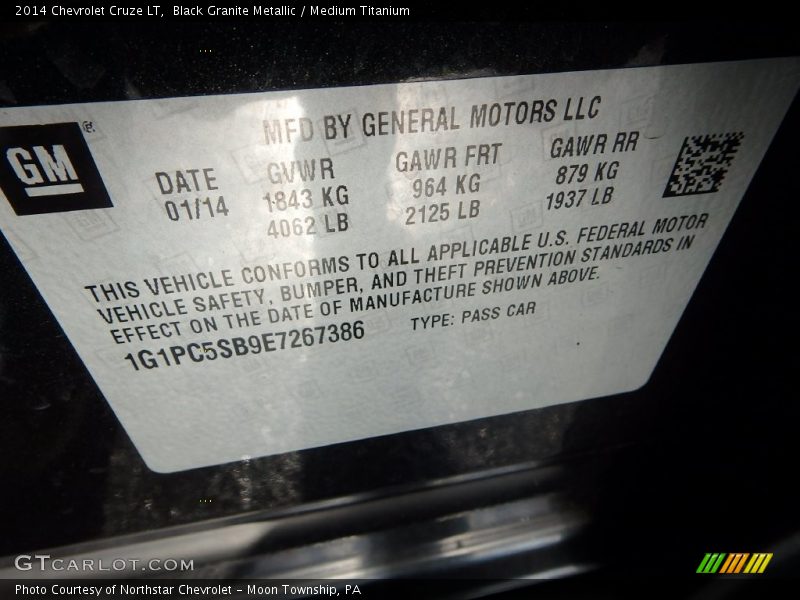 2014 Chevrolet Cruze LT, Black Granite Metallic / Medium Titanium
GM
MFD BY GENERAL MOTORS LLC
DATE GVWR GAWR FRT GAWR RR
01/14 1843 KG 964 KG 879 KG
4062 LB 2125 LB 1937 LB
THIS VEHICLE CONFORMS TO ALL APPLICABLE U.S. FEDERAL MOTOR
VEHICLE SAFETY, BUMPER, AND THEFT PREVENTION STANDARDS IN
EFFECT ON THE DATE OF MANUFACTURE SHOWN ABOVE.
1G1PC5SB9E7267386 TYPE: PASS CAR
GTCARLOT.COM
Photo Courtesy of Northstar Chevrolet - Moon Township, PA